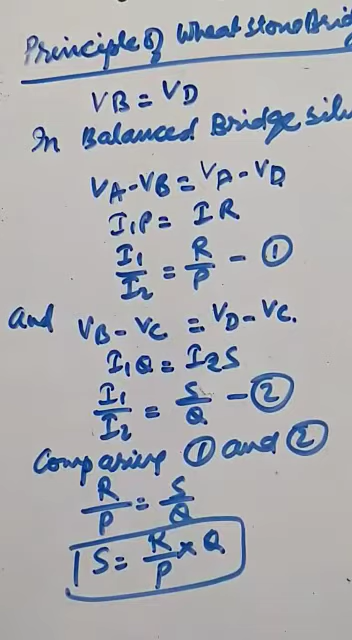 Principle of Wheatstone Brid
VB = VD
In Balanced Bridge
VA-VB = VA-VD
I₁P = IR
I₁/I₂ = R/P - ①
and VB-VC = VD-VC.
I₁Q = I₂S
I₁/I₂ = S/Q - ②
Comparing ① and ②
R/P = S/Q
S = R/P × Q